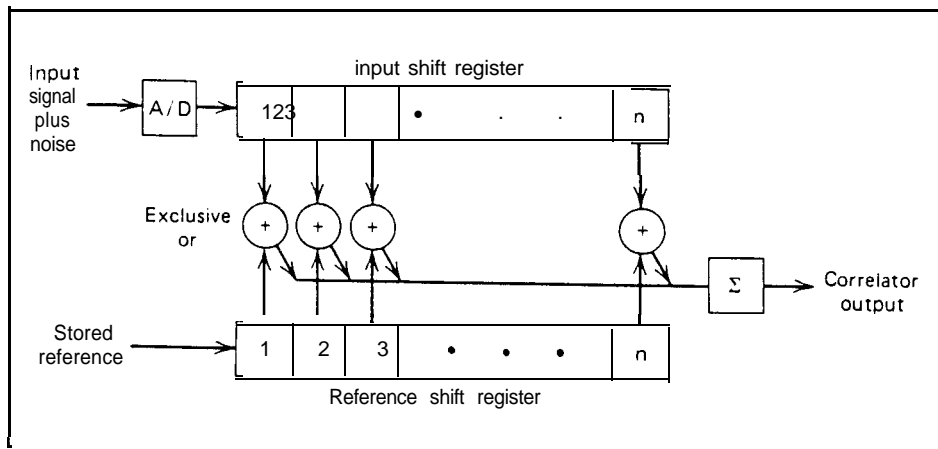 input shift register
Input
signal
plus
noise
A/D
123
n
Exclusive
or
+
+
+
+
Σ
Correlator
output
Stored
reference
1
2
3
n
Reference shift register